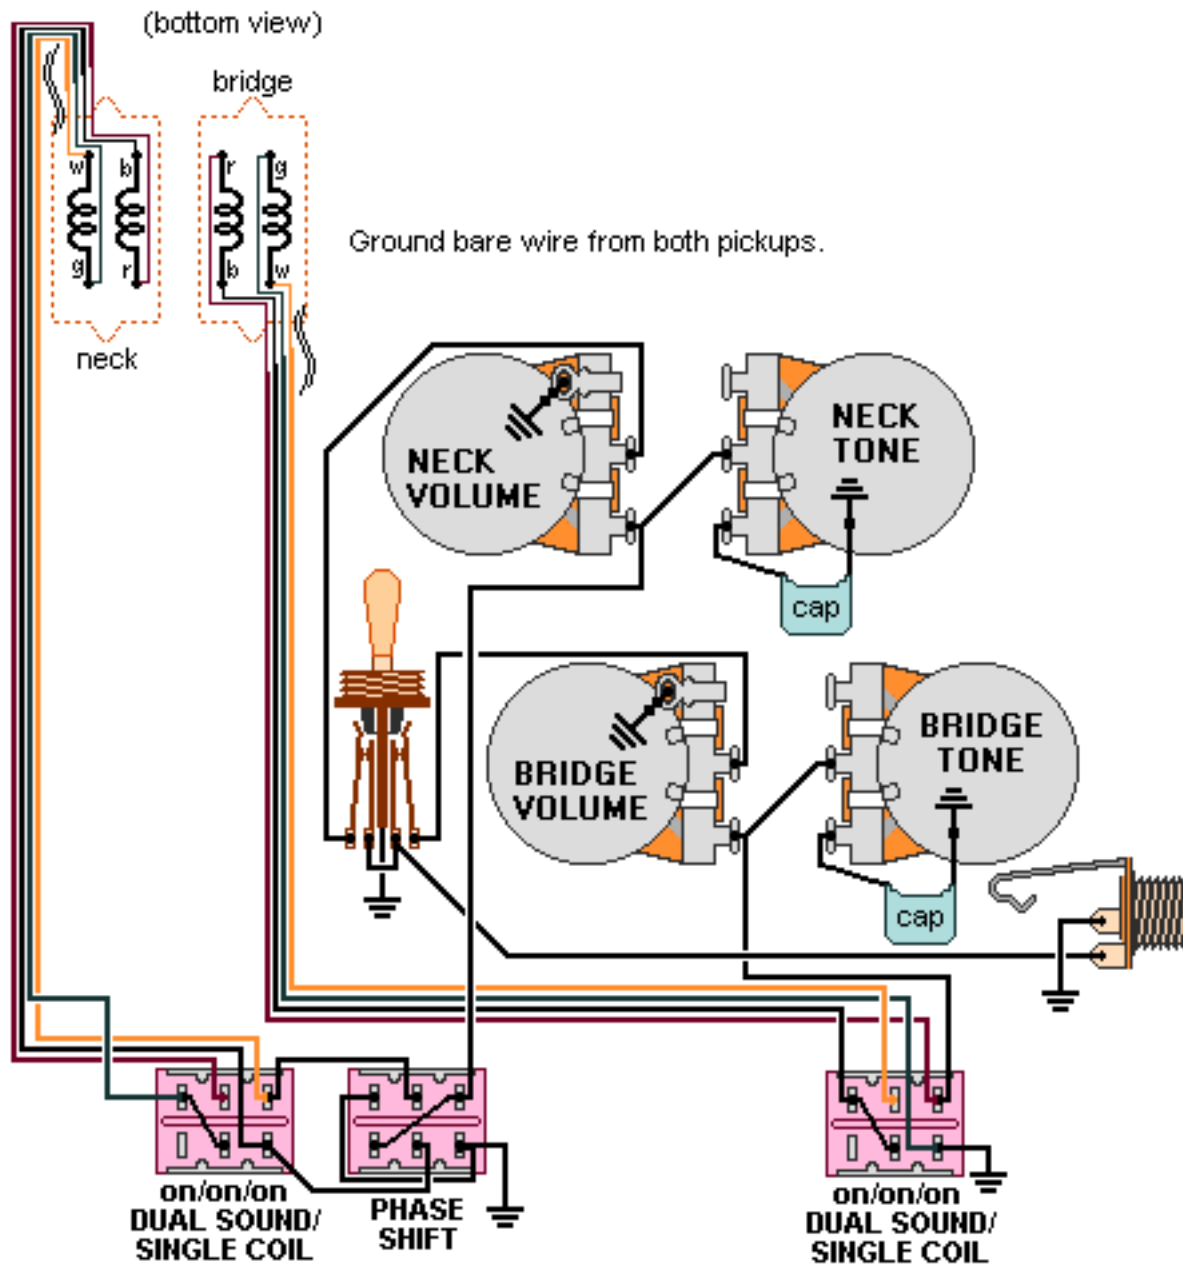 (bottom view)
bridge
w
b
r
g
g
r
b
w
neck
Ground bare wire from both pickups.
NECK
VOLUME
NECK
TONE
cap
BRIDGE
VOLUME
BRIDGE
TONE
cap
on/on/on
DUAL SOUND/
SINGLE COIL
PHASE
SHIFT
on/on/on
DUAL SOUND/
SINGLE COIL